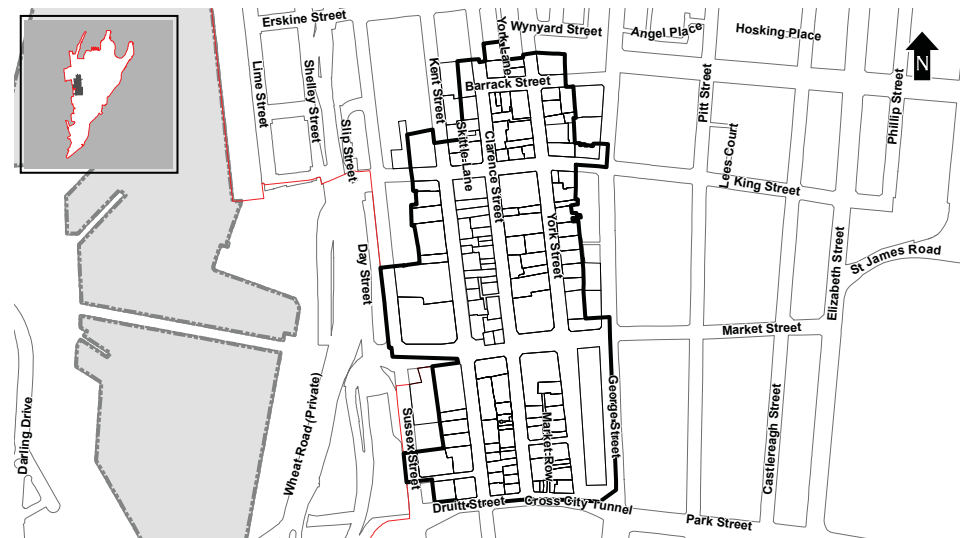 Erskine Street
York Lane
Wynyard Street
Angel Place
Hosking Place
N
Lime Street
Shelley Street
Kent Street
Barrack Street
Pitt Street
Phillip Street
Slip Street
Skittle Lane
Clarence Street
Lees Court
King Street
York Street
Day Street
Elizabeth Street
St James Road
Market Street
Darling Drive
Wheat Road (Private)
Sussex Street
Market Row
George Street
Castlereagh Street
Druitt Street
Cross City Tunnel
Park Street